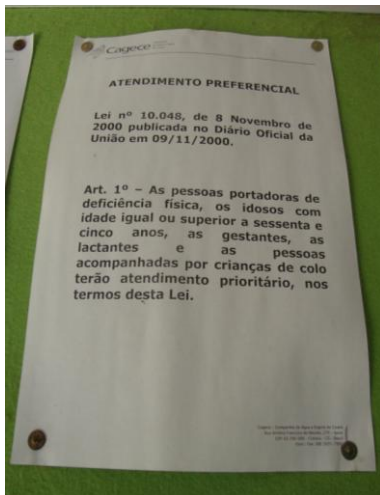 Cagece
ATENDIMENTO PREFERENCIAL
Lei nº 10.048, de 8 Novembro de
2000 publicada no Diário Oficial da
União em 09/11/2000.
Art. 1º – As pessoas portadoras de
deficiência física, os idosos com
idade igual ou superior a sessenta e
cinco anos, as gestantes, as
lactantes e as pessoas
acompanhadas por crianças de colo
terão atendimento prioritário, nos
termos desta Lei.